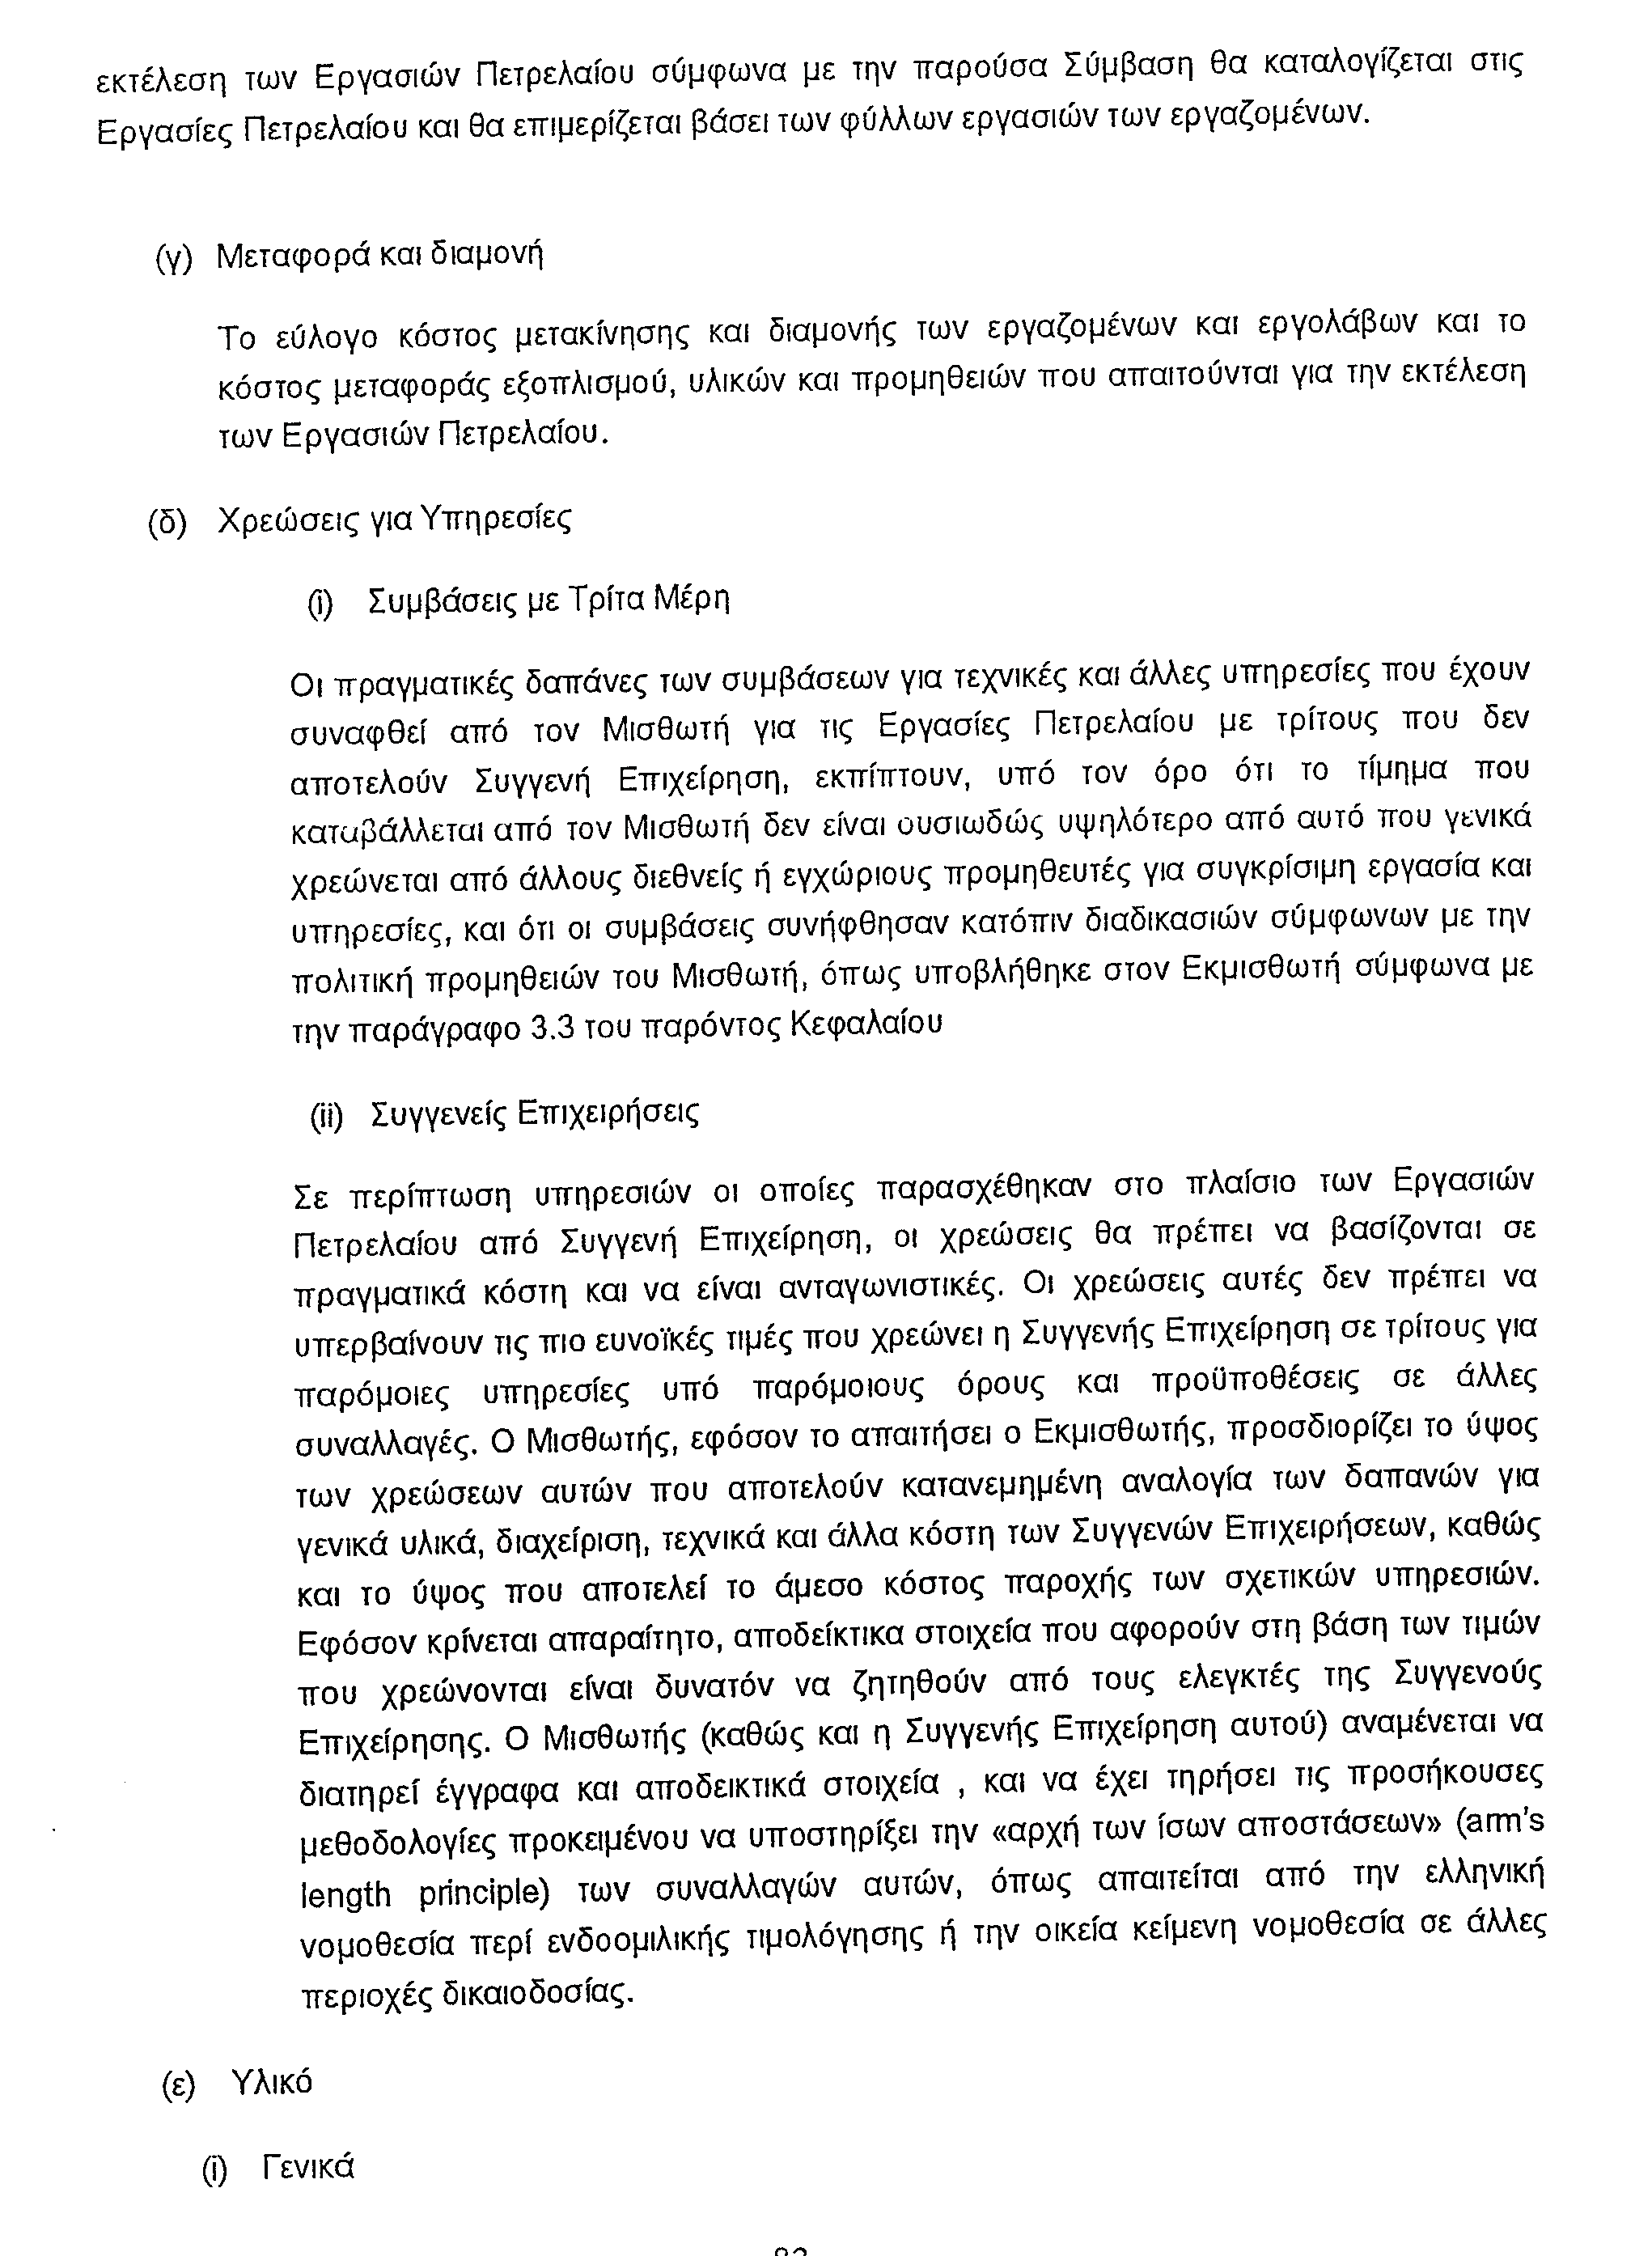 εκτέλεση των Εργασιών Πετρελαίου σύμφωνα με την παρούσα Σύμβαση θα καταλογίζεται στις
Εργασίες Πετρελαίου και θα επιμερίζεται βάσει των φύλλων εργασιών των εργαζομένων.
(γ) Μεταφορά και διαμονή
Το εύλογο κόστος μετακίνησης και διαμονής των εργαζομένων και εργολάβων και το
κόστος μεταφοράς εξοπλισμού, υλικών και προμηθειών που απαιτούνται για την εκτέλεση
των Εργασιών Πετρελαίου.
(δ) Χρεώσεις για Υπηρεσίες
(i) Συμβάσεις με Τρίτα Μέρη
Οι πραγματικές δαπάνες των συμβάσεων για τεχνικές και άλλες υπηρεσίες που έχουν
συναφθεί από τον Μισθωτή για τις Εργασίες Πετρελαίου με τρίτους που δεν
αποτελούν Συγγενή Επιχείρηση, εκπίπτουν, υπό τον όρο ότι το τίμημα που
καταβάλλεται από τον Μισθωτή δεν είναι ουσιωδώς υψηλότερο από αυτό που γενικά
χρεώνεται από άλλους διεθνείς ή εγχώριους προμηθευτές για συγκρίσιμη εργασία και
υπηρεσίες, και ότι οι συμβάσεις συνήφθησαν κατόπιν διαδικασιών σύμφωνων με την
πολιτική προμηθειών του Μισθωτή, όπως υποβλήθηκε στον Εκμισθωτή σύμφωνα με
την παράγραφο 3.3 του παρόντος Κεφαλαίου
(ii) Συγγενείς Επιχειρήσεις
Σε περίπτωση υπηρεσιών οι οποίες παρασχέθηκαν στο πλαίσιο των Εργασιών
Πετρελαίου από Συγγενή Επιχείρηση, οι χρεώσεις θα πρέπει να βασίζονται σε
πραγματικά κόστη και να είναι ανταγωνιστικές. Οι χρεώσεις αυτές δεν πρέπει να
υπερβαίνουν τις πιο ευνοϊκές τιμές που χρεώνει η Συγγενής Επιχείρηση σε τρίτους για
παρόμοιες υπηρεσίες υπό παρόμοιους όρους και προϋποθέσεις σε άλλες
συναλλαγές. Ο Μισθωτής, εφόσον το απαιτήσει ο Εκμισθωτής, προσδιορίζει το ύψος
των χρεώσεων αυτών που αποτελούν κατανεμημένη αναλογία των δαπανών για
γενικά υλικά, διαχείριση, τεχνικά και άλλα κόστη των Συγγενών Επιχειρήσεων, καθώς
και το ύψος που αποτελεί το άμεσο κόστος παροχής των σχετικών υπηρεσιών.
Εφόσον κρίνεται απαραίτητο, αποδείκτικα στοιχεία που αφορούν στη βάση των τιμών
που χρεώνονται είναι δυνατόν να ζητηθούν από τους ελεγκτές της Συγγενούς
Επιχείρησης. Ο Μισθωτής (καθώς και η Συγγενής Επιχείρηση αυτού) αναμένεται να
διατηρεί έγγραφα και αποδεικτικά στοιχεία , και να έχει τηρήσει τις προσήκουσες
μεθοδολογίες προκειμένου να υποστηρίξει την «αρχή των ίσων αποστάσεων» (arm's
length principle) των συναλλαγών αυτών, όπως απαιτείται από την ελληνική
νομοθεσία περί ενδοομιλικής τιμολόγησης ή την οικεία κείμενη νομοθεσία σε άλλες
περιοχές δικαιοδοσίας.
(ε) Υλικό
(i) Γενικά